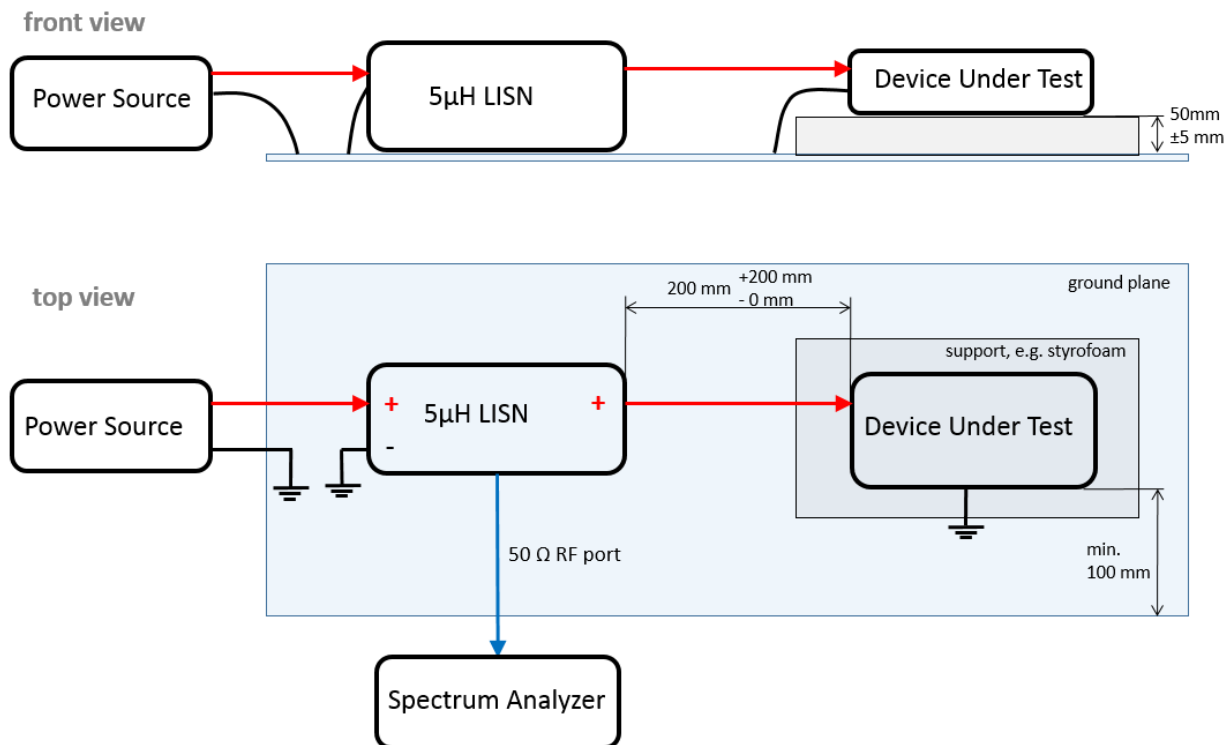 front view
Power Source
5µH LISN
Device Under Test
50mm
±5 mm
top view
200 mm +200 mm
- 0 mm
ground plane
support, e.g. styrofoam
Power Source
+
5µH LISN
+
-
Device Under Test
50 Ω RF port
min.
100 mm
Spectrum Analyzer